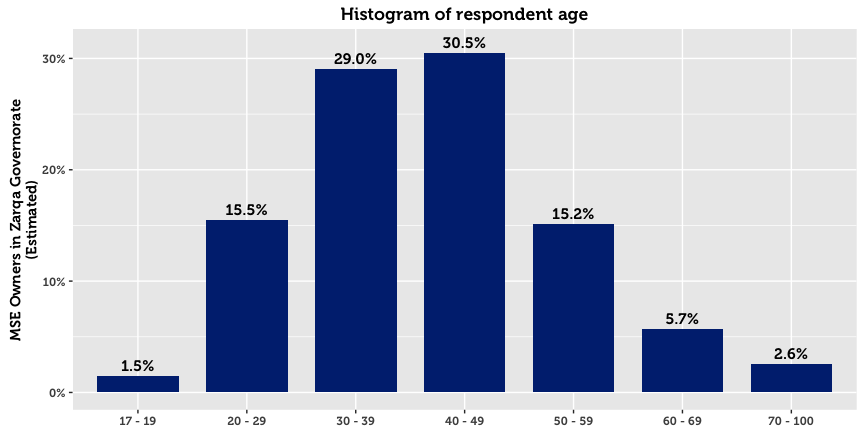 Histogram of respondent age
MSE Owners in Zarqa Governorate
(Estimated)
30%
20%
10%
0%
1.5%
15.5%
29.0%
30.5%
15.2%
5.7%
2.6%
17 - 19
20 - 29
30 - 39
40 - 49
50 - 59
60 - 69
70 - 100